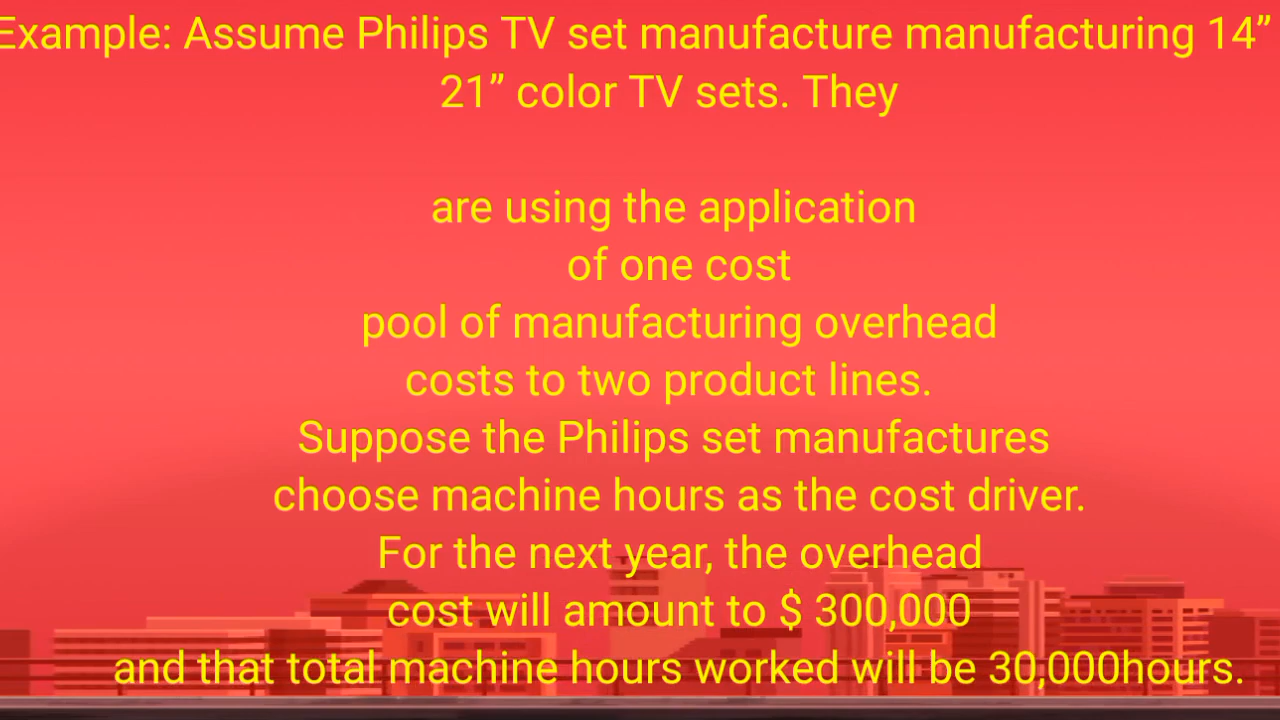 Example: Assume Philips TV set manufacture manufacturing 14”
21” color TV sets. They
are using the application
of one cost
pool of manufacturing overhead
costs to two product lines.
Suppose the Philips set manufactures
choose machine hours as the cost driver.
For the next year, the overhead
cost will amount to $ 300,000
and that total machine hours worked will be 30,000hours.